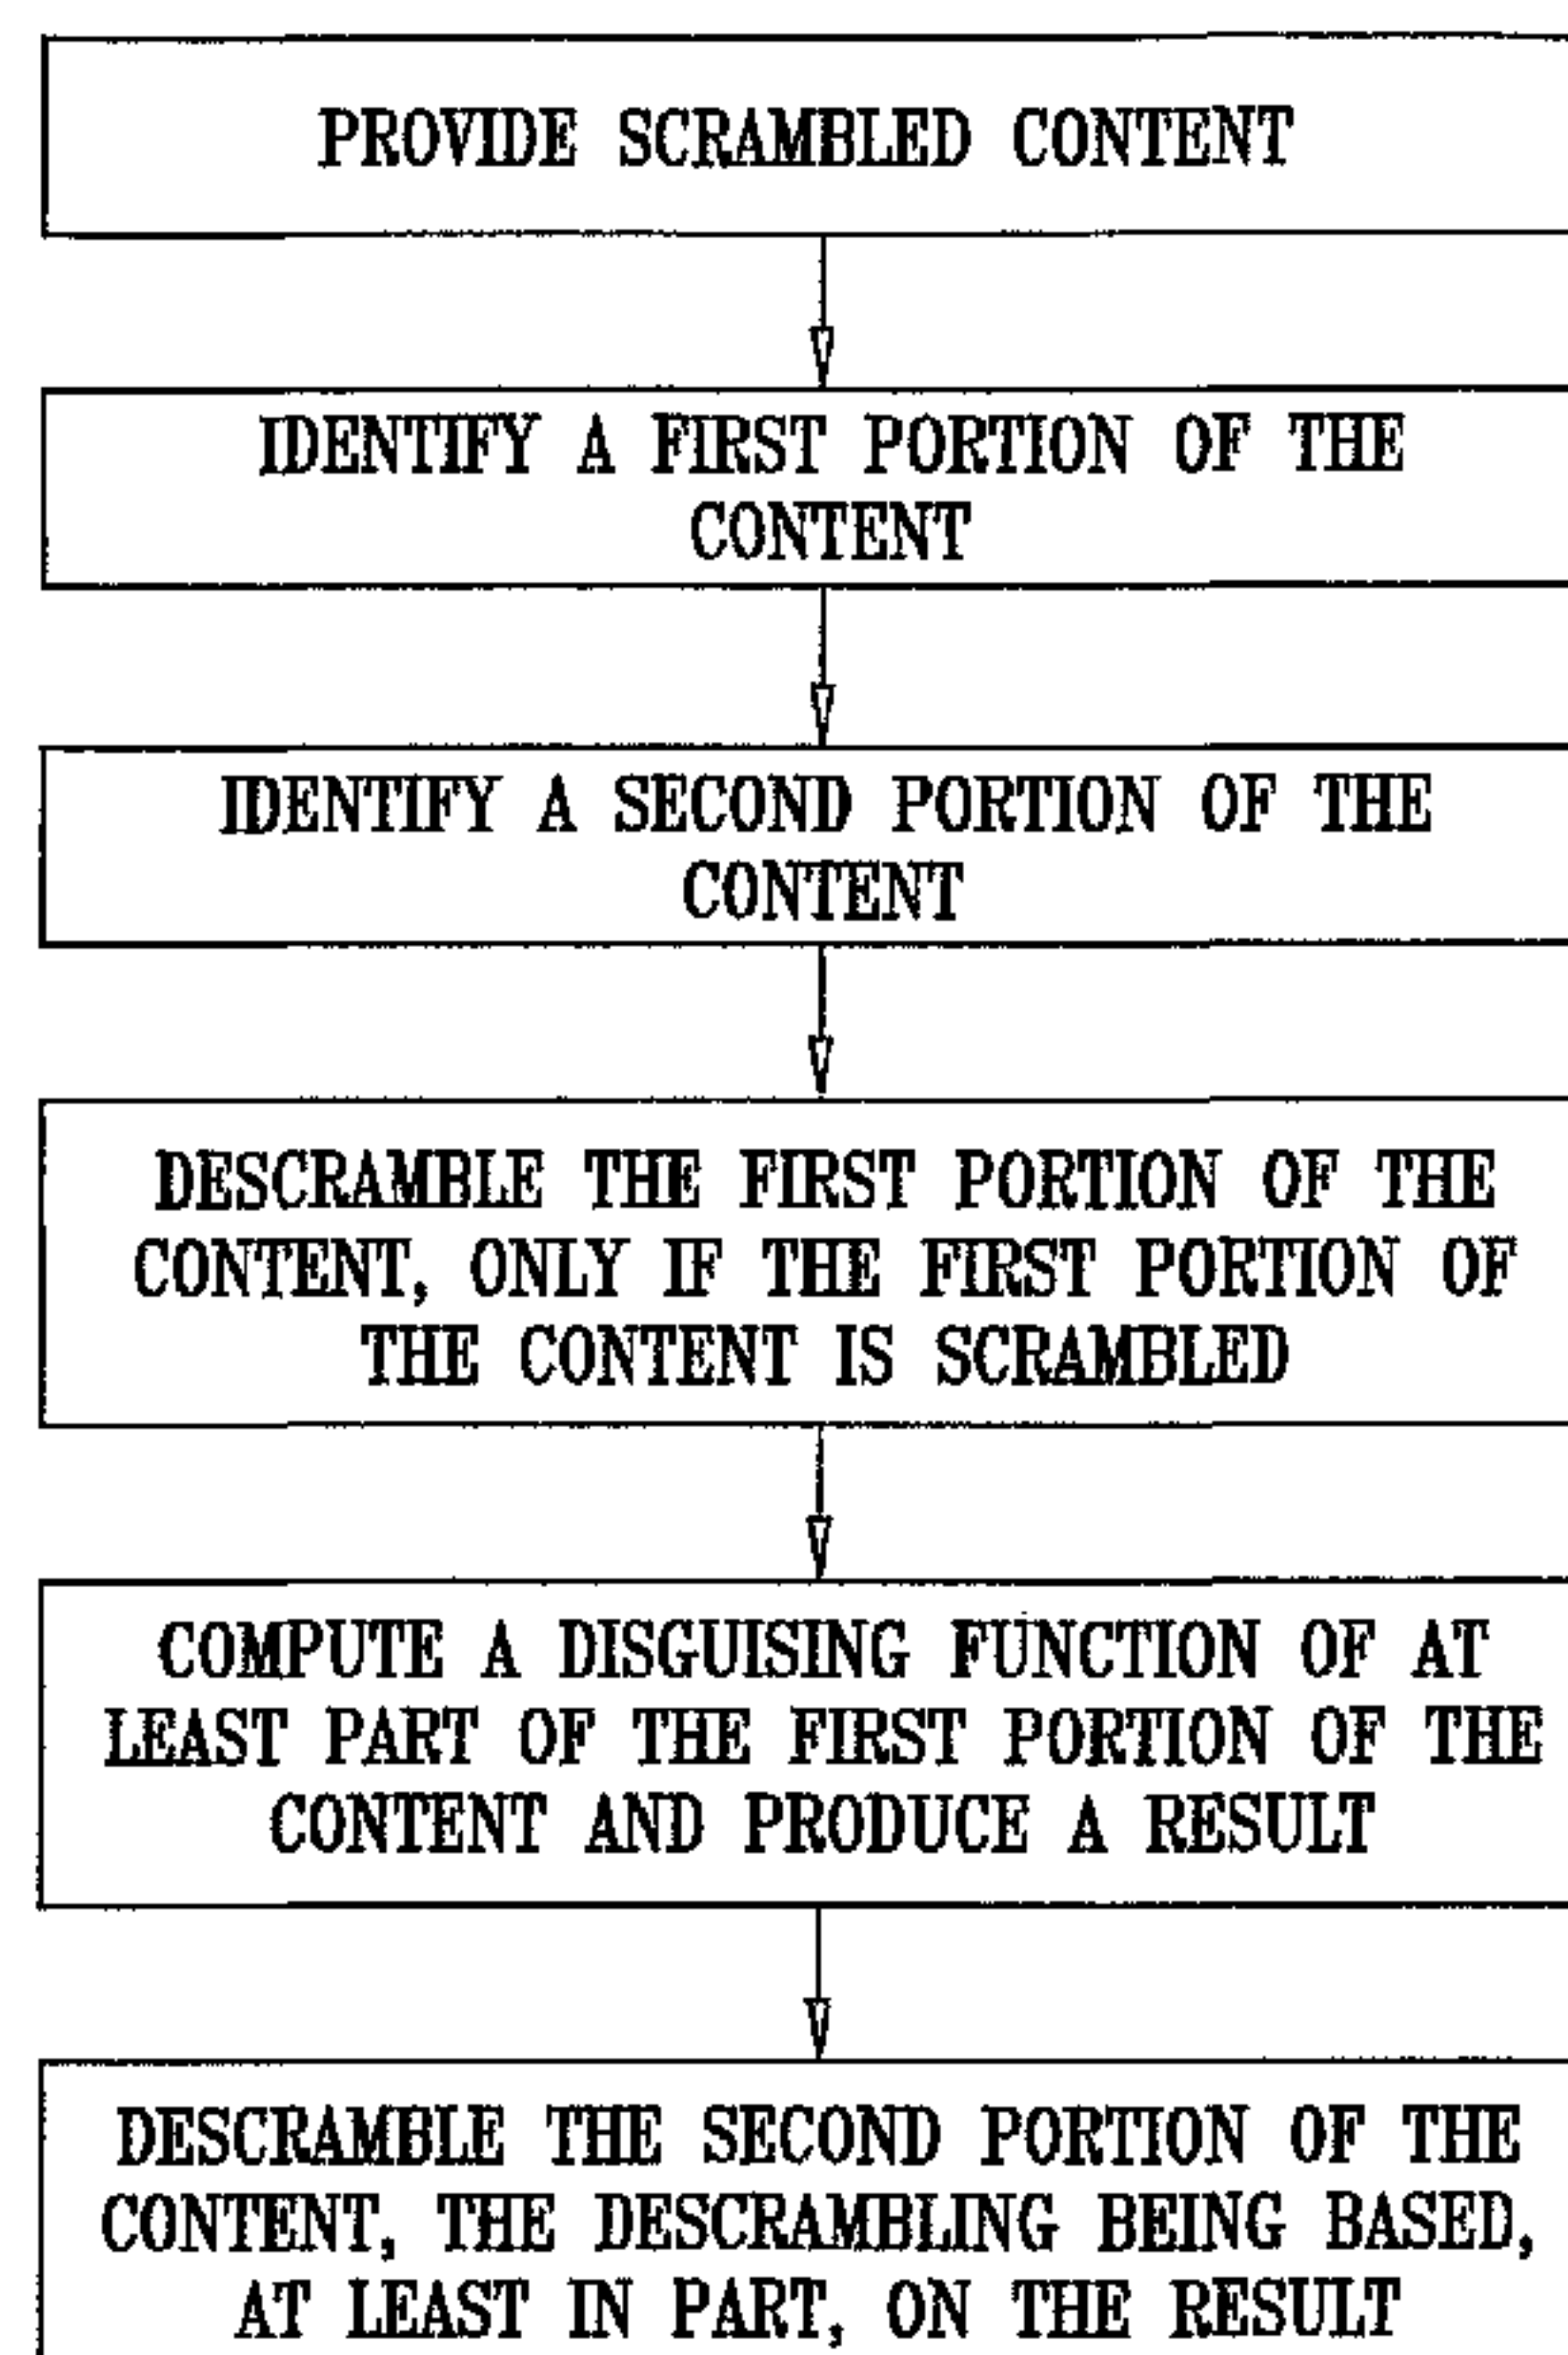 PROVIDE SCRAMBLED CONTENT
IDENTIFY A FIRST PORTION OF THE
CONTENT
IDENTIFY A SECOND PORTION OF THE
CONTENT
DESCRAMBLE THE FIRST PORTION OF THE
CONTENT, ONLY IF THE FIRST PORTION OF
THE CONTENT IS SCRAMBLED
COMPUTE A DISGUISING FUNCTION OF AT
LEAST PART OF THE FIRST PORTION OF THE
CONTENT AND PRODUCE A RESULT
DESCRAMBLE THE SECOND PORTION OF THE
CONTENT, THE DESCRAMBLING BEING BASED,
AT LEAST IN PART, ON THE RESULT